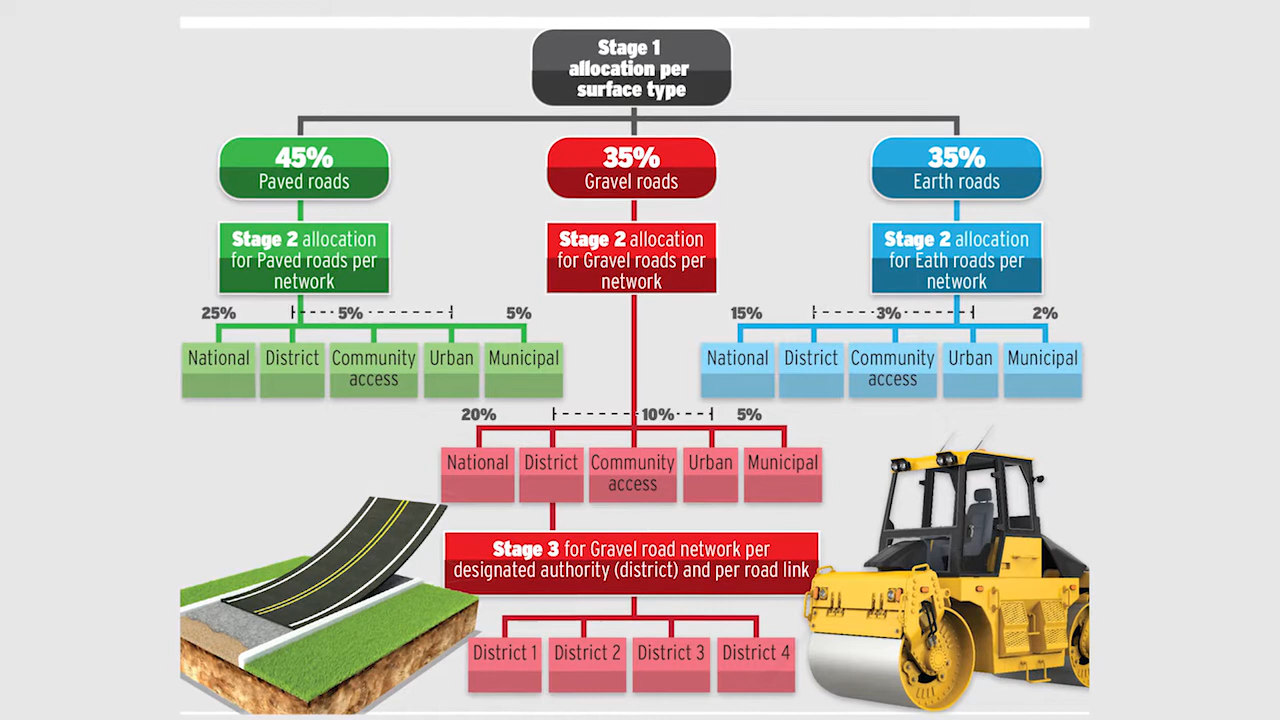 Stage 1
allocation per
surface type
45%
Paved roads
35%
Gravel roads
35%
Earth roads
Stage 2 allocation
for Paved roads per
network
Stage 2 allocation
for Gravel roads per
network
Stage 2 allocation
for Eath roads per
network
25%
5%
5%
National
District
Community
access
Urban
Municipal
15%
3%
2%
National
District
Community
access
Urban
Municipal
20%
10%
5%
National
District
Community
access
Urban
Municipal
Stage 3 for Gravel road network per
designated authority (district) and per road link
District 1
District 2
District 3
District 4